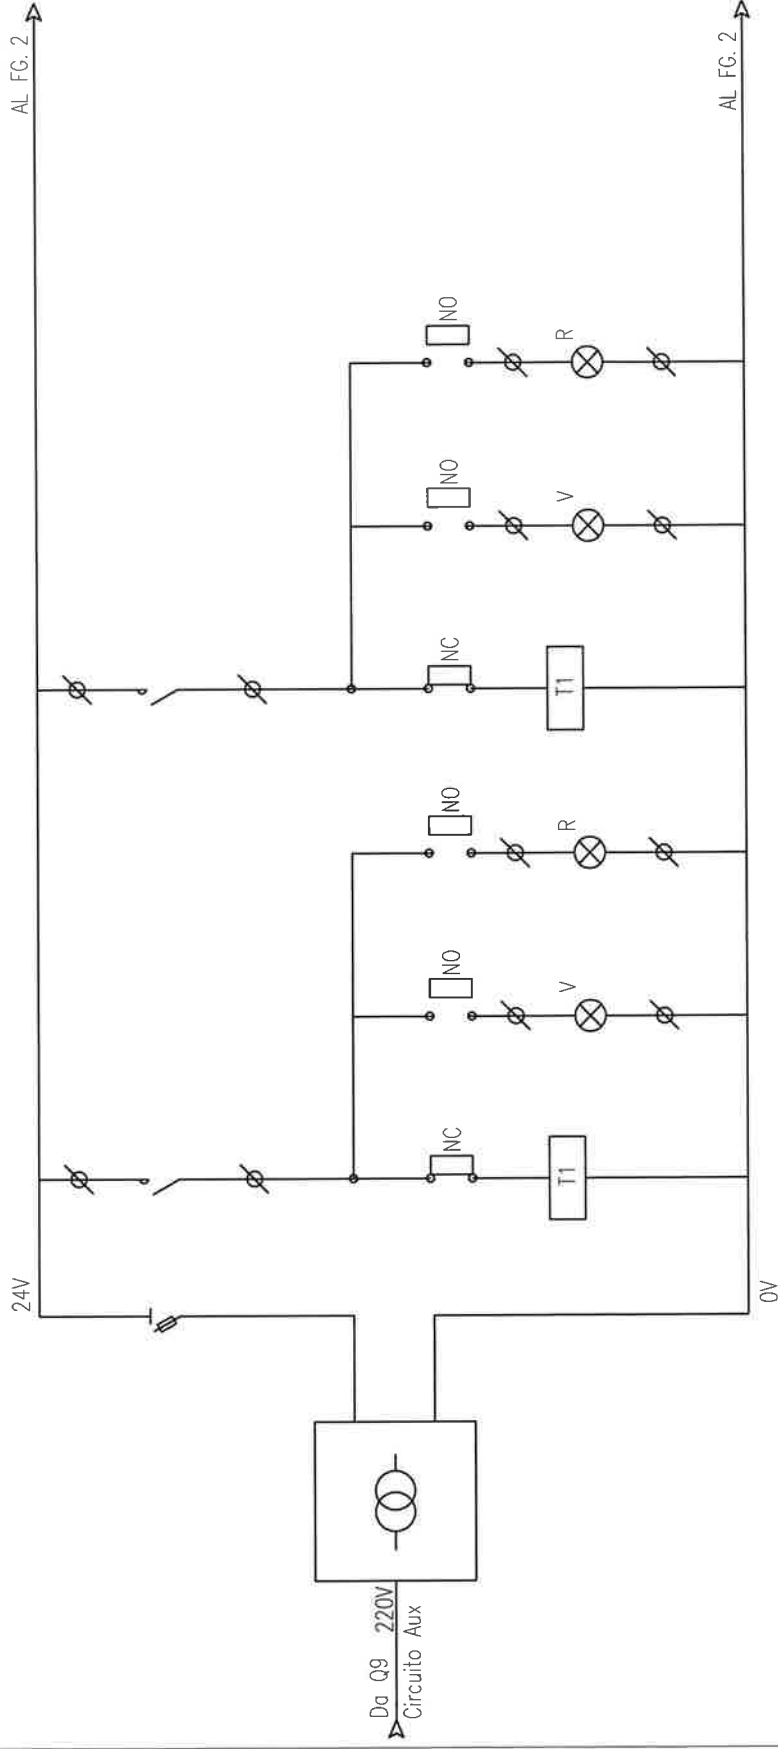 AL FG. 2
AL FG. 2
NO
R
NO
V
NC
T1
NO
R
NO
V
NC
T1
24V
0V
Da Q9 220V
Circuito Aux